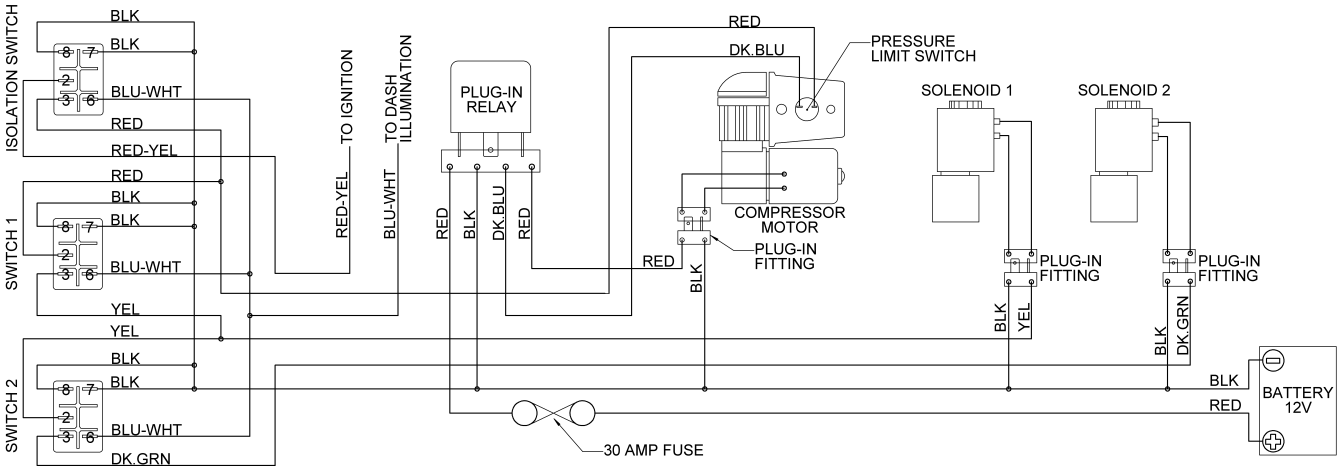 ISOLATION SWITCH
BLK
BLK
8 7
2
3 6
BLU-WHT
RED
RED-YEL
SWITCH 1
RED
BLK
BLK
8 7
2
3 6
BLU-WHT
YEL
SWITCH 2
YEL
BLK
BLK
8 7
2
3 6
BLU-WHT
DK.GRN
TO IGNITION
RED-YEL
TO DASH
ILLUMINATION
BLU-WHT
PLUG-IN
RELAY
RED
BLK
DK.BLU
RED
RED
DK.BLU
PRESSURE
LIMIT SWITCH
COMPRESSOR
MOTOR
PLUG-IN
FITTING
RED
BLK
SOLENOID 1
PLUG-IN
FITTING
BLK
YEL
SOLENOID 2
PLUG-IN
FITTING
BLK
DK.GRN
BLK
RED
BATTERY
12V
30 AMP FUSE